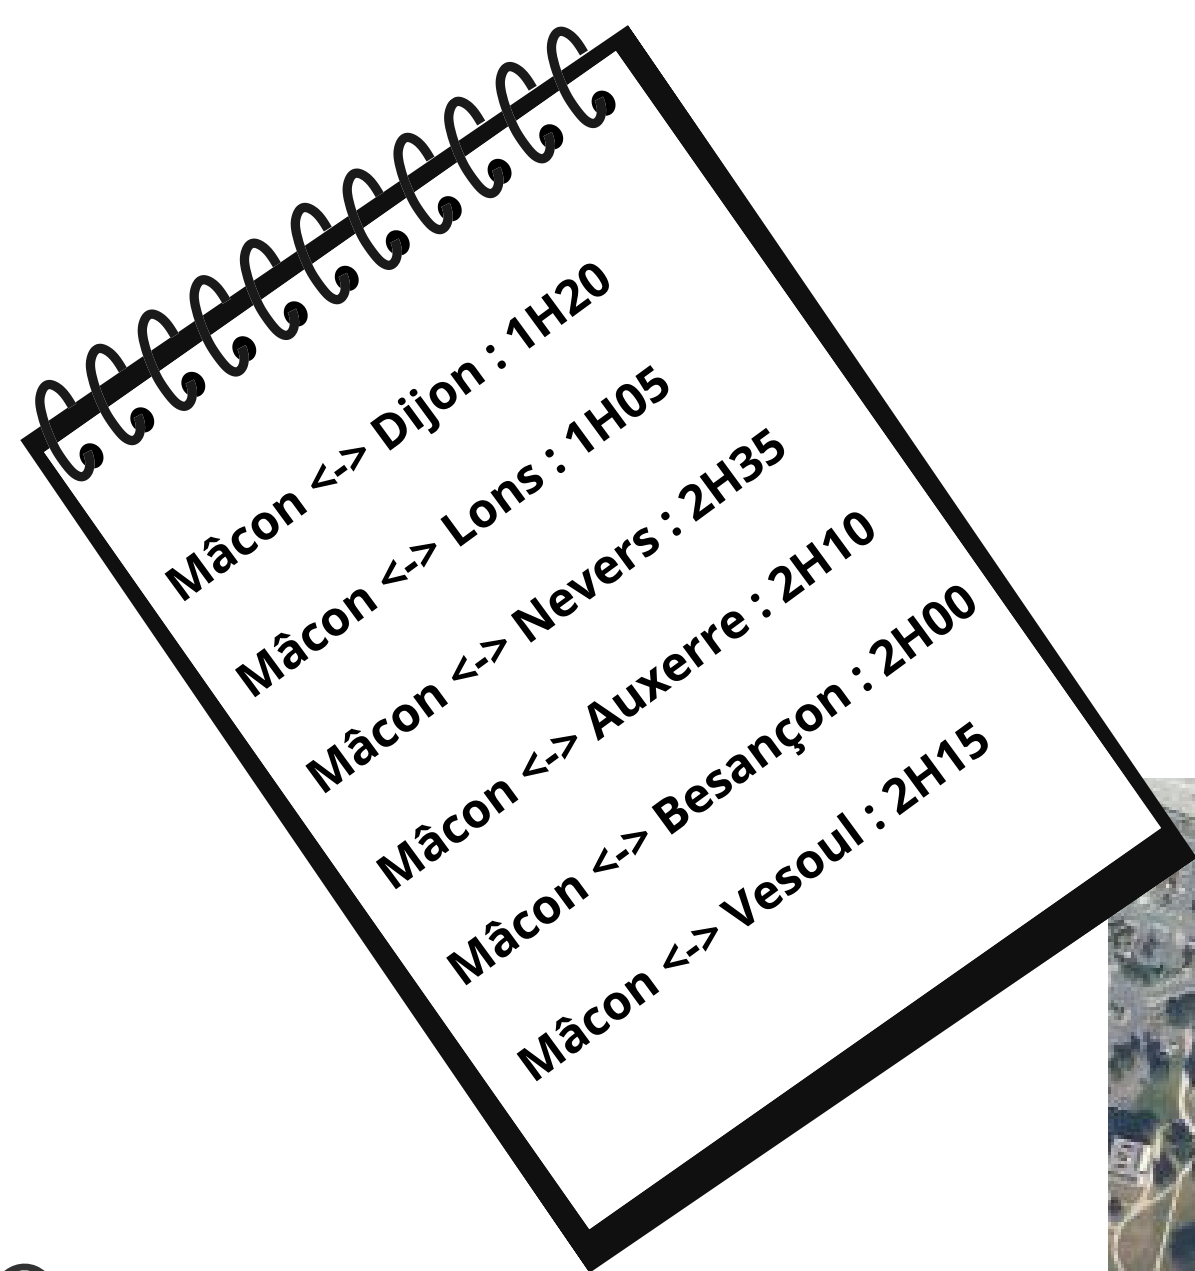 Mâcon <-> Dijon : 1H20
Mâcon <-> Lons : 1H05
Mâcon <-> Nevers : 2H35
Mâcon <-> Auxerre : 2H10
Mâcon <-> Besançon : 2H00
Mâcon <-> Vesoul : 2H15